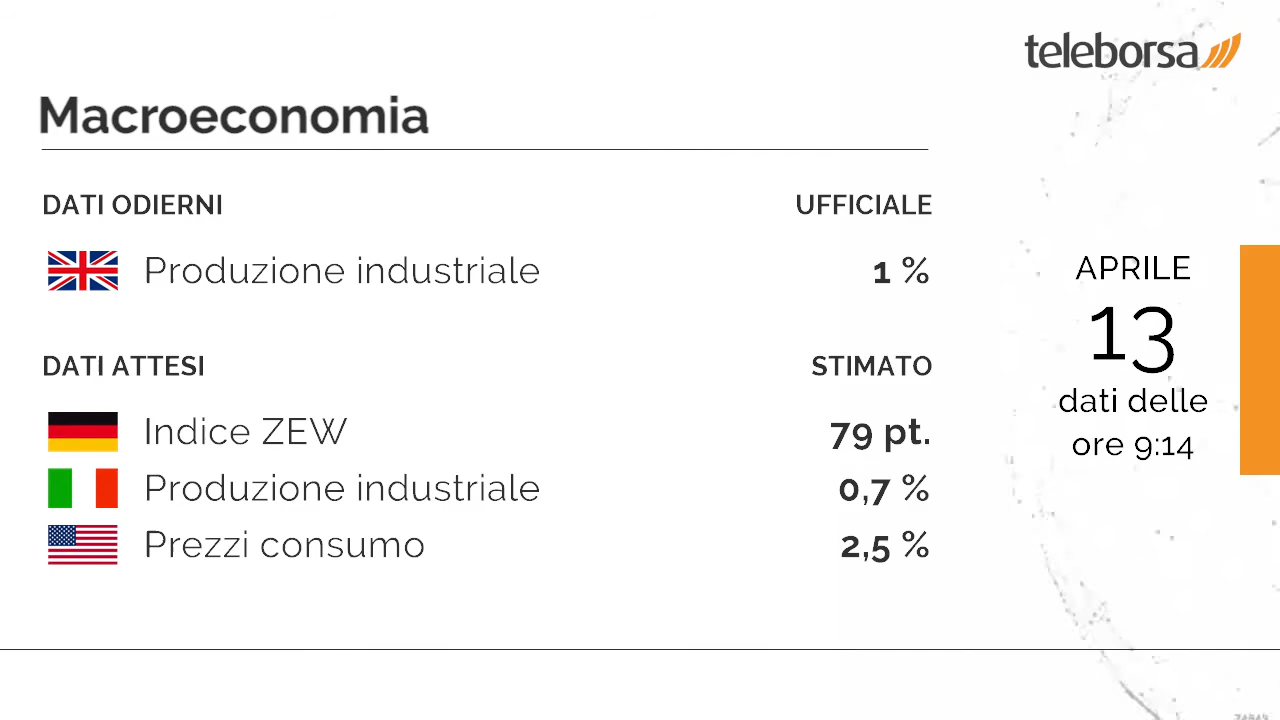 teleborsa
Macroeconomia
DATI ODIERNI UFFICIALE
Produzione industriale 1 %
DATI ATTESI STIMATO
Indice ZEW 79 pt.
Produzione industriale 0,7 %
Prezzi consumo 2,5 %
APRILE
13
dati delle
ore 9:14